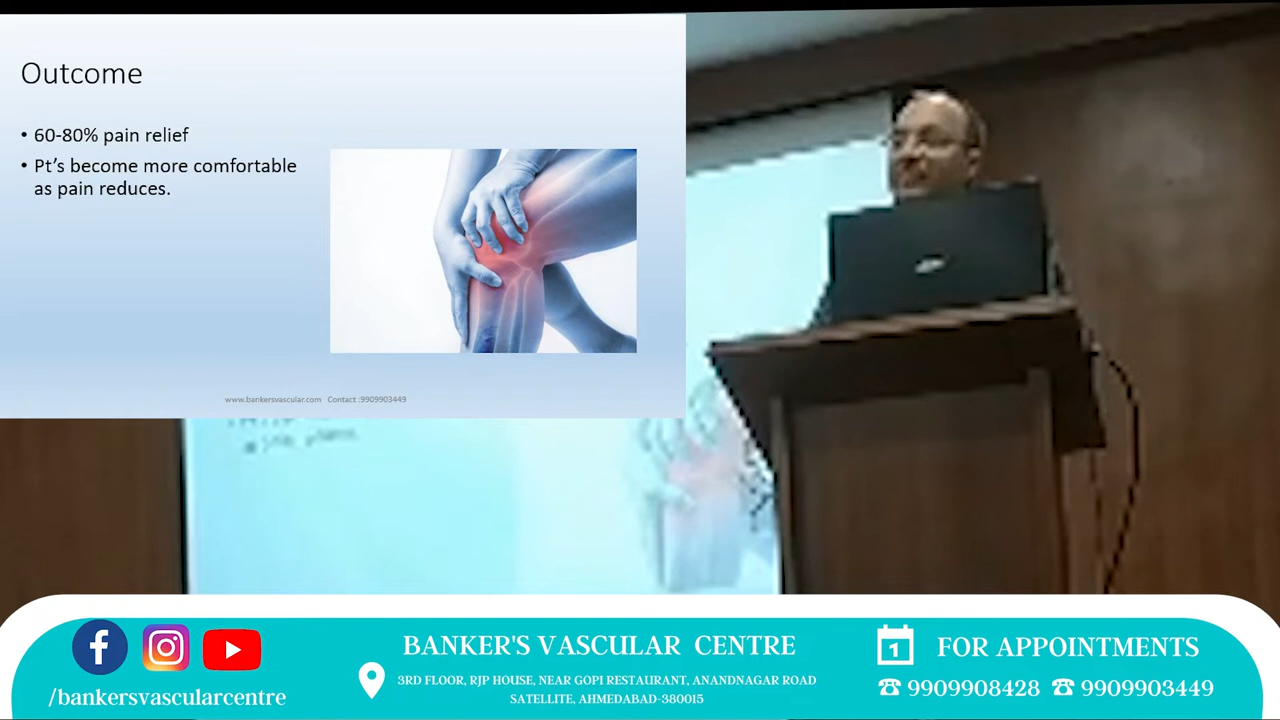 Outcome
• 60-80% pain relief
• Pt’s become more comfortable
as pain reduces.
www.bankersvascular.com Contact :9909903449
/bankersvascularcentre
BANKER'S VASCULAR CENTRE
3RD FLOOR, RJP HOUSE, NEAR GOPI RESTAURANT, ANANDNAGAR ROAD
SATELLITE, AHMEDABAD-380015
1
FOR APPOINTMENTS
9909908428 9909903449